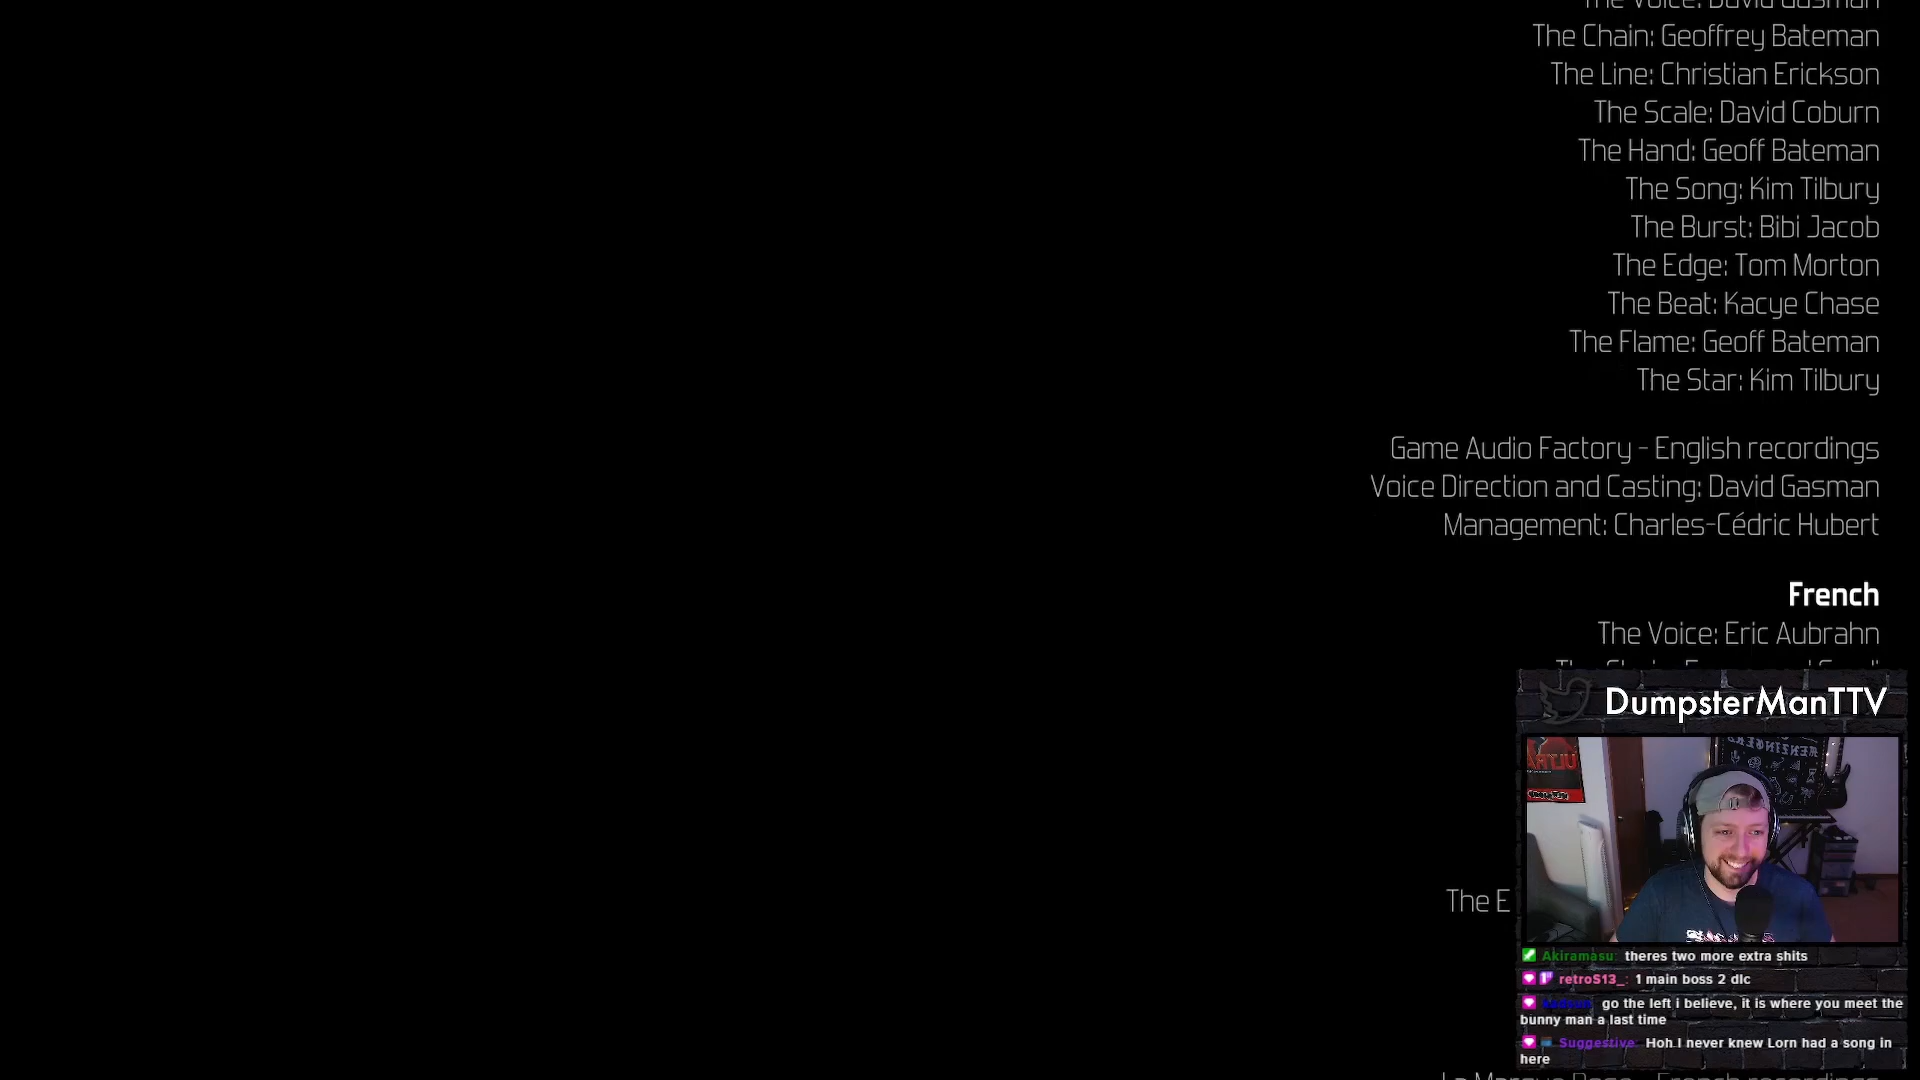 The Voice: David Gasman
The Chain: Geoffrey Bateman
The Line: Christian Erickson
The Scale: David Coburn
The Hand: Geoff Bateman
The Song: Kim Tilbury
The Burst: Bibi Jacob
The Edge: Tom Morton
The Beat: Kacye Chase
The Flame: Geoff Bateman
The Star: Kim Tilbury
Game Audio Factory - English recordings
Voice Direction and Casting: David Gasman
Management: Charles-Cédric Hubert
French
The Voice: Eric Aubrahn
DumpsterManTTV
The E
Akiramasu: theres two more extra shits
retroS13_: 1 main boss 2 dlc
go the left i believe, it is where you meet the
bunny man a last time
Suggestive: Hoh I never knew Lorn had a song in
here